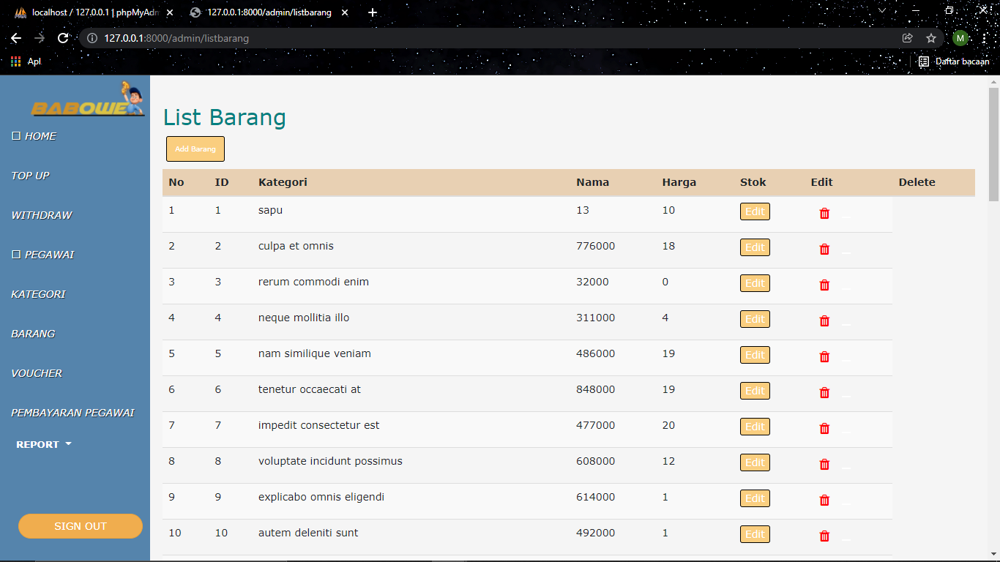 localhost / 127.0.0.1 | phpMyAdm
127.0.0.1:8000/admin/listbarang
127.0.0.1:8000/admin/listbarang
M
Apl
Daftar bacaan
BABOWE
List Barang
HOME
Add Barang
TOP UP
No ID Kategori Nama Harga Stok Edit Delete
1 1 sapu 13 10 Edit
WITHDRAW
2 2 culpa et omnis 776000 18 Edit
PEGAWAI
3 3 rerum commodi enim 32000 0 Edit
KATEGORI
4 4 neque mollitia illo 311000 4 Edit
BARANG
5 5 nam similique veniam 486000 19 Edit
VOUCHER
6 6 tenetur occaecati at 848000 19 Edit
PEMBAYARAN PEGAWAI
7 7 impedit consectetur est 477000 20 Edit
REPORT
8 8 voluptate incidunt possimus 608000 12 Edit
9 9 explicabo omnis eligendi 614000 1 Edit
SIGN OUT
10 10 autem deleniti sunt 492000 1 Edit